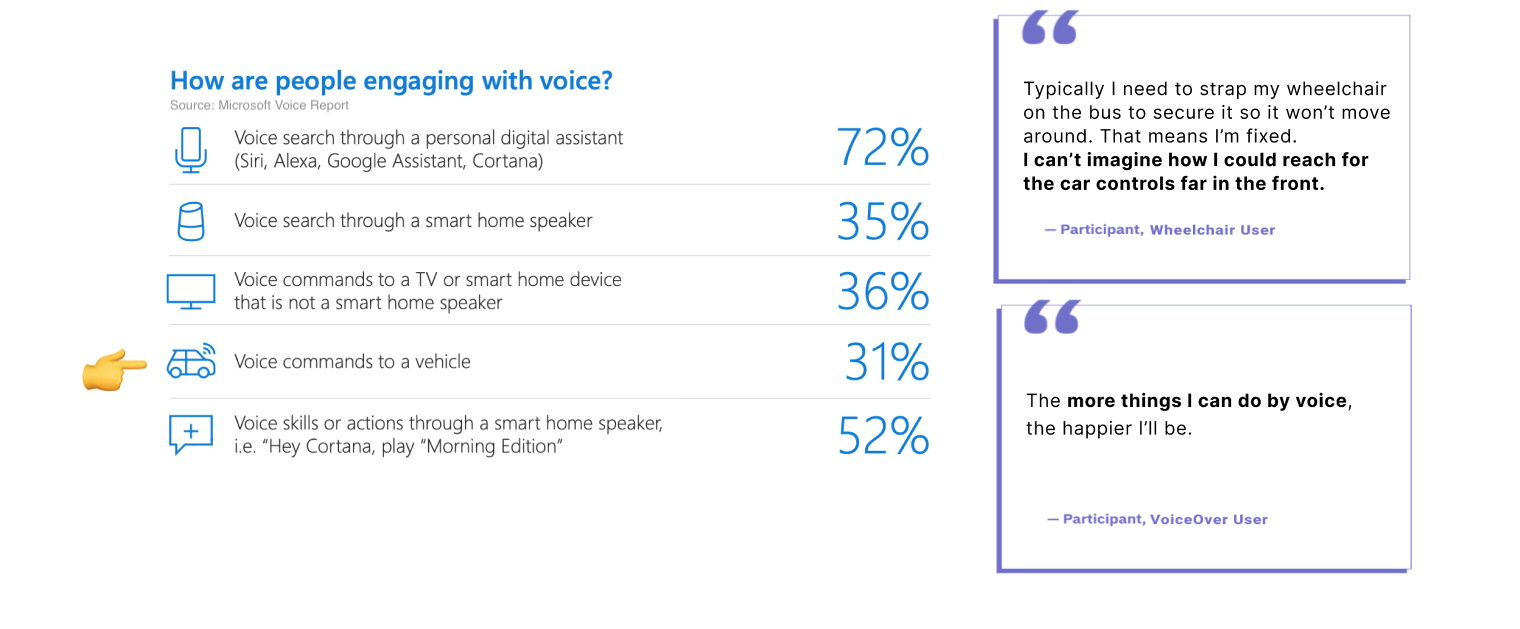 How are people engaging with voice?
Source: Microsoft Voice Report
Voice search through a personal digital assistant
(Siri, Alexa, Google Assistant, Cortana)
72%
Voice search through a smart home speaker
35%
Voice commands to a TV or smart home device
that is not a smart home speaker
36%
Voice commands to a vehicle
31%
Voice skills or actions through a smart home speaker,
i.e. “Hey Cortana, play “Morning Edition”
52%
“
Typically I need to strap my wheelchair
on the bus to secure it so it won’t move
around. That means I’m fixed.
I can’t imagine how I could reach for
the car controls far in the front.
— Participant, Wheelchair User
“
The more things I can do by voice,
the happier I’ll be.
— Participant, VoiceOver User